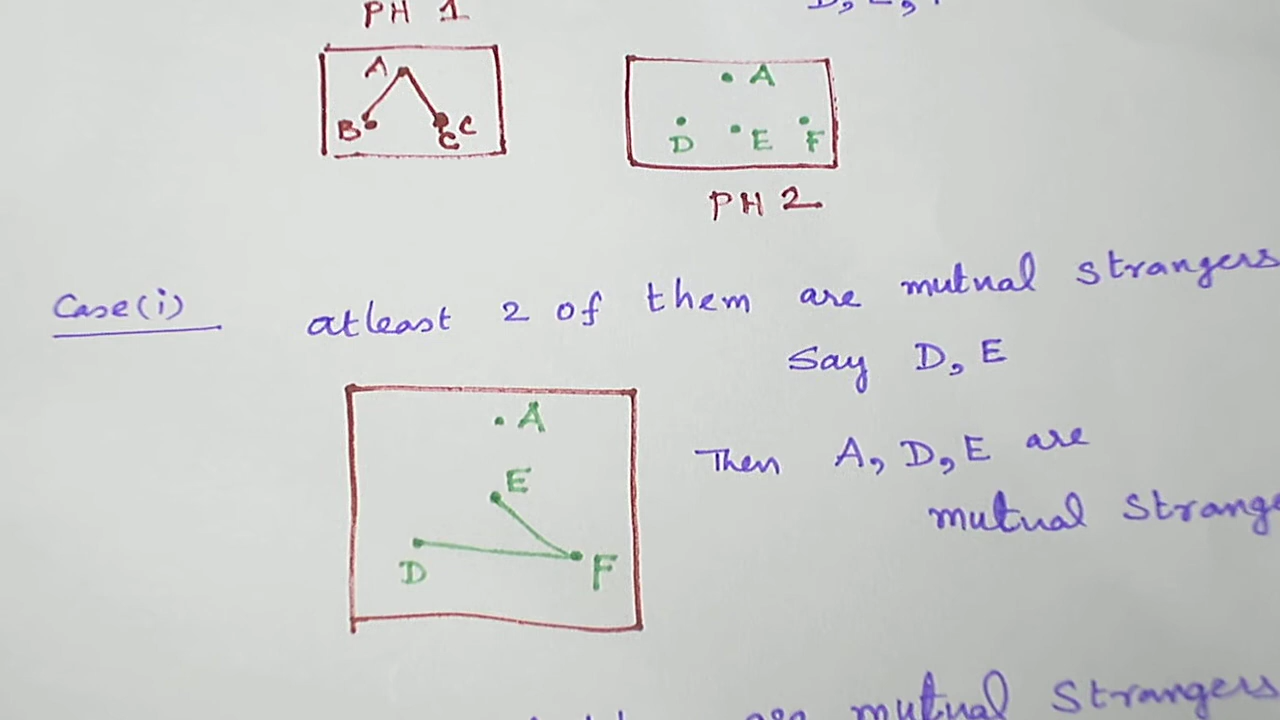 PH 1
D, E, F
A
B C C
A
D E F
PH 2
Case(i) atleast 2 of them are mutual strangers
Say D, E
A
E
D F
Then A, D, E are
mutual Strange
are mutual Strangers